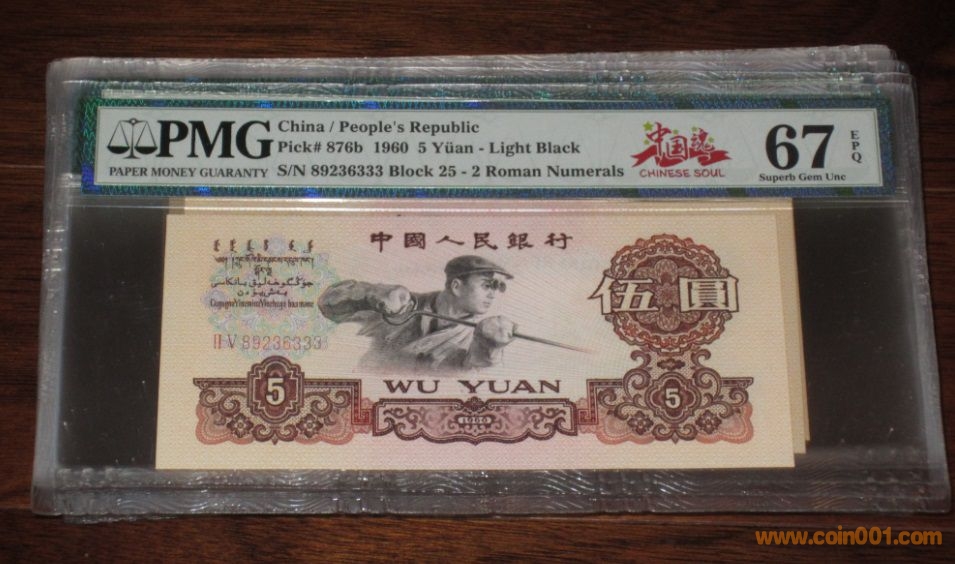 PMG
PAPER MONEY GUARANTY
China / People's Republic
Pick# 876b 1960 5 Yüan - Light Black
S/N 89236333 Block 25 - 2 Roman Numerals
中国魂
CHINESE SOUL
67
EPQ
Superb Gem Unc
中國人民銀行
伍圓
II V 89236333
WU YUAN
5
1960
5
www.coin001.com